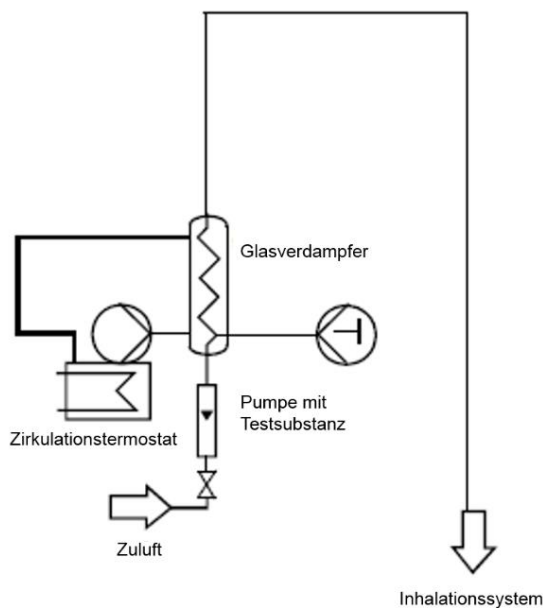 Glasverdampfer
Pumpe mit
Testsubstanz
Zirkulationstermostat
Zuluft
Inhalationssystem